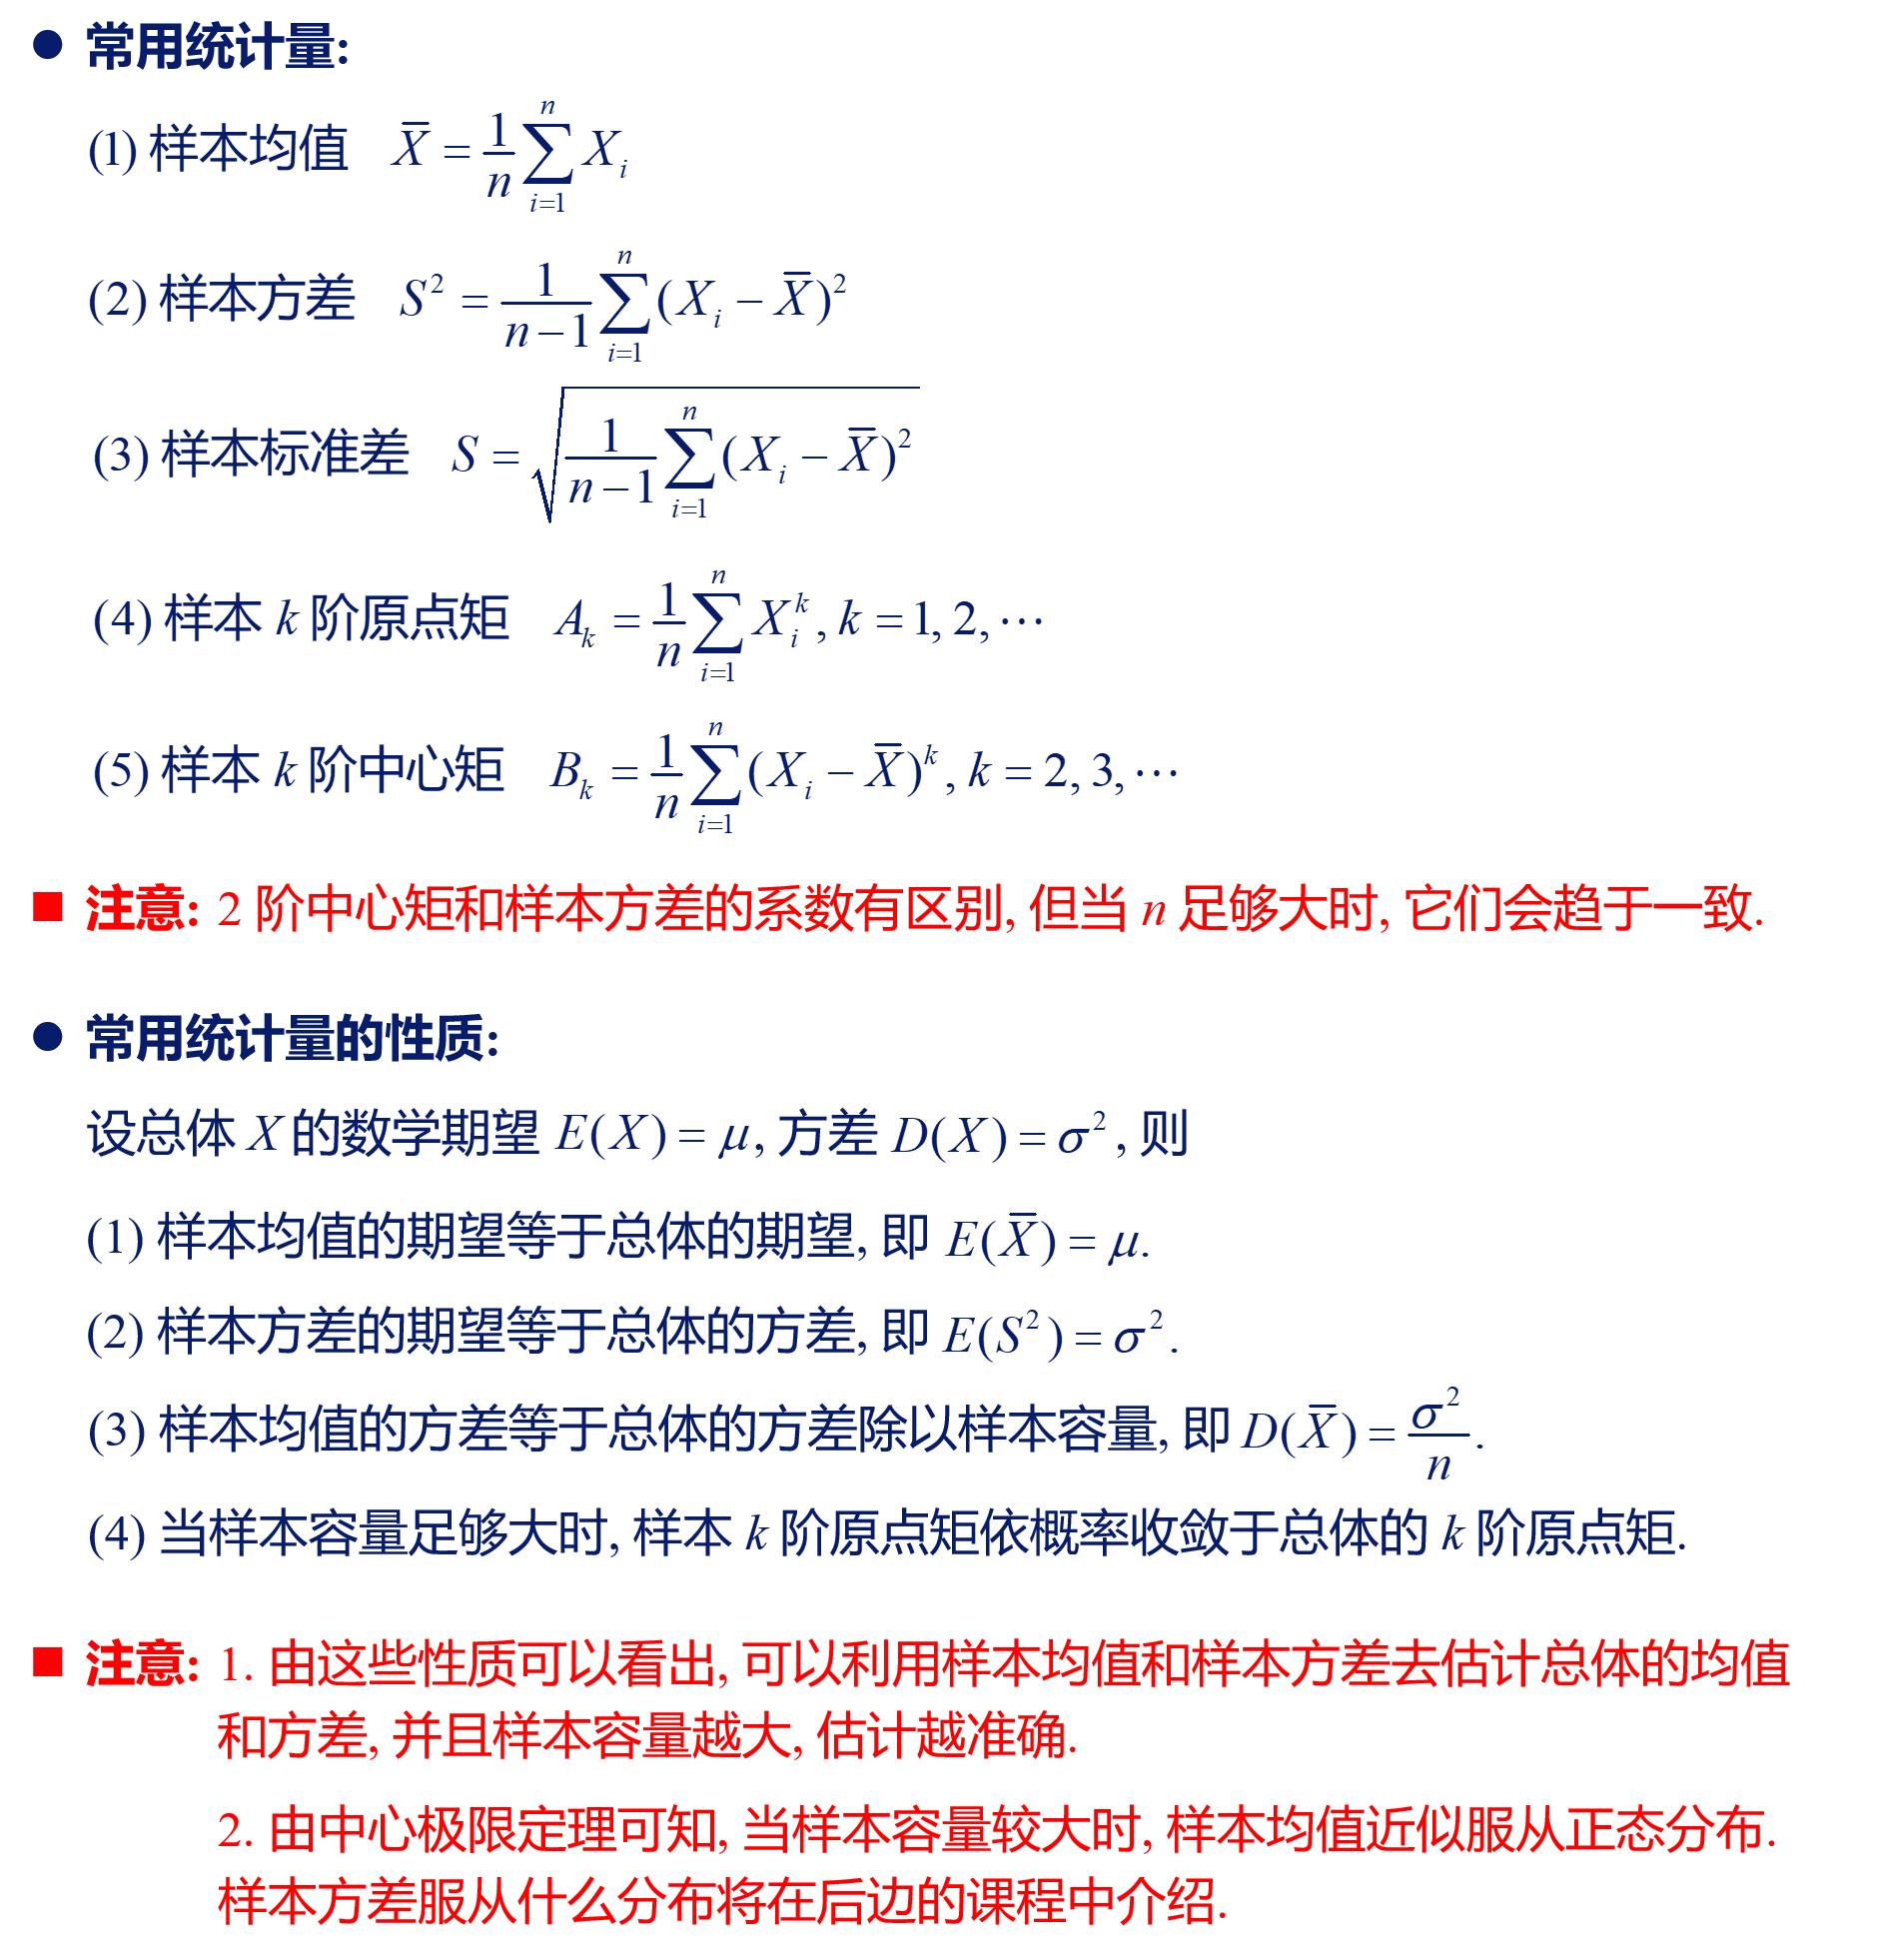 ● 常用统计量:
(1) 样本均值 $\bar{X} = \frac{1}{n}\sum_{i=1}^{n} X_i$
(2) 样本方差 $S^2 = \frac{1}{n-1}\sum_{i=1}^{n}(X_i - \bar{X})^2$
(3) 样本标准差 $S = \sqrt{\frac{1}{n-1}\sum_{i=1}^{n}(X_i - \bar{X})^2}$
(4) 样本 k 阶原点矩 $A_k = \frac{1}{n}\sum_{i=1}^{n} X_i^k, k = 1, 2, \cdots$
(5) 样本 k 阶中心矩 $B_k = \frac{1}{n}\sum_{i=1}^{n}(X_i - \bar{X})^k, k = 2, 3, \cdots$
■ 注意: 2 阶中心矩和样本方差的系数有区别, 但当 n 足够大时, 它们会趋于一致.
● 常用统计量的性质:
设总体 X 的数学期望 $E(X) = \mu$, 方差 $D(X) = \sigma^2$, 则
(1) 样本均值的期望等于总体的期望, 即 $E(\bar{X}) = \mu$.
(2) 样本方差的期望等于总体的方差, 即 $E(S^2) = \sigma^2$.
(3) 样本均值的方差等于总体的方差除以样本容量, 即 $D(\bar{X}) = \frac{\sigma^2}{n}$.
(4) 当样本容量足够大时, 样本 k 阶原点矩依概率收敛于总体的 k 阶原点矩.
■ 注意: 1. 由这些性质可以看出, 可以利用样本均值和样本方差去估计总体的均值
和方差, 并且样本容量越大, 估计越准确.
2. 由中心极限定理可知, 当样本容量较大时, 样本均值近似服从正态分布.
样本方差服从什么分布将在后边的课程中介绍.